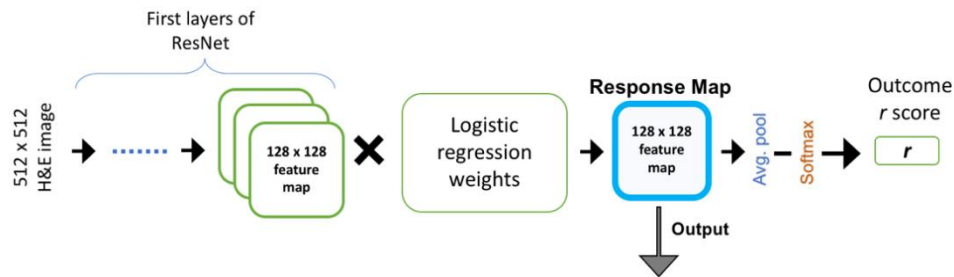 First layers of
ResNet
512 x 512
H&E image
128 x 128
feature
map
Logistic
regression
weights
Response Map
128 x 128
feature
map
Output
Avg. pool
Softmax
Outcome
r score
r